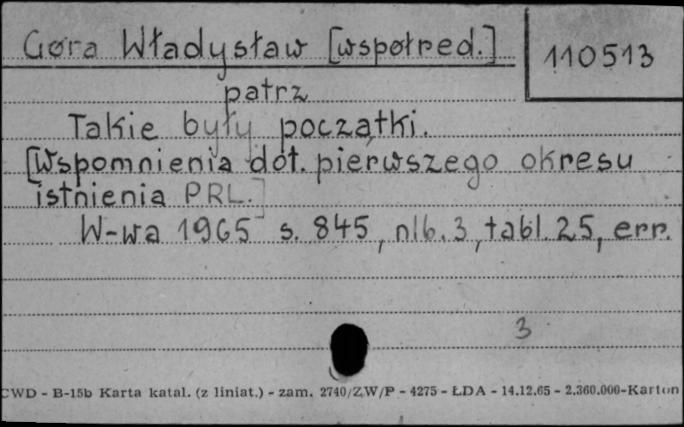 Góra Władysław [współred.]
110513
patrz
Takie były początki.
[Wspomnienia dot. pierwszego okresu
istnienia PRL.]
W-wa 1965 s. 845, nlb. 3, tabl. 25, err.
3
CWD - B-15b Karta katal. (z liniat.) - zam. 2740/ZW/P - 4275 - ŁDA - 14.12.65 - 2.360.000-Karton